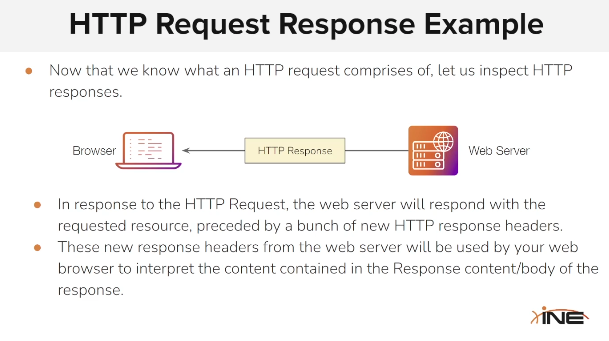 HTTP Request Response Example
Now that we know what an HTTP request comprises of, let us inspect HTTP
responses.
Browser
HTTP Response
Web Server
In response to the HTTP Request, the web server will respond with the
requested resource, preceded by a bunch of new HTTP response headers.
These new response headers from the web server will be used by your web
browser to interpret the content contained in the Response content/body of the
response.
INE